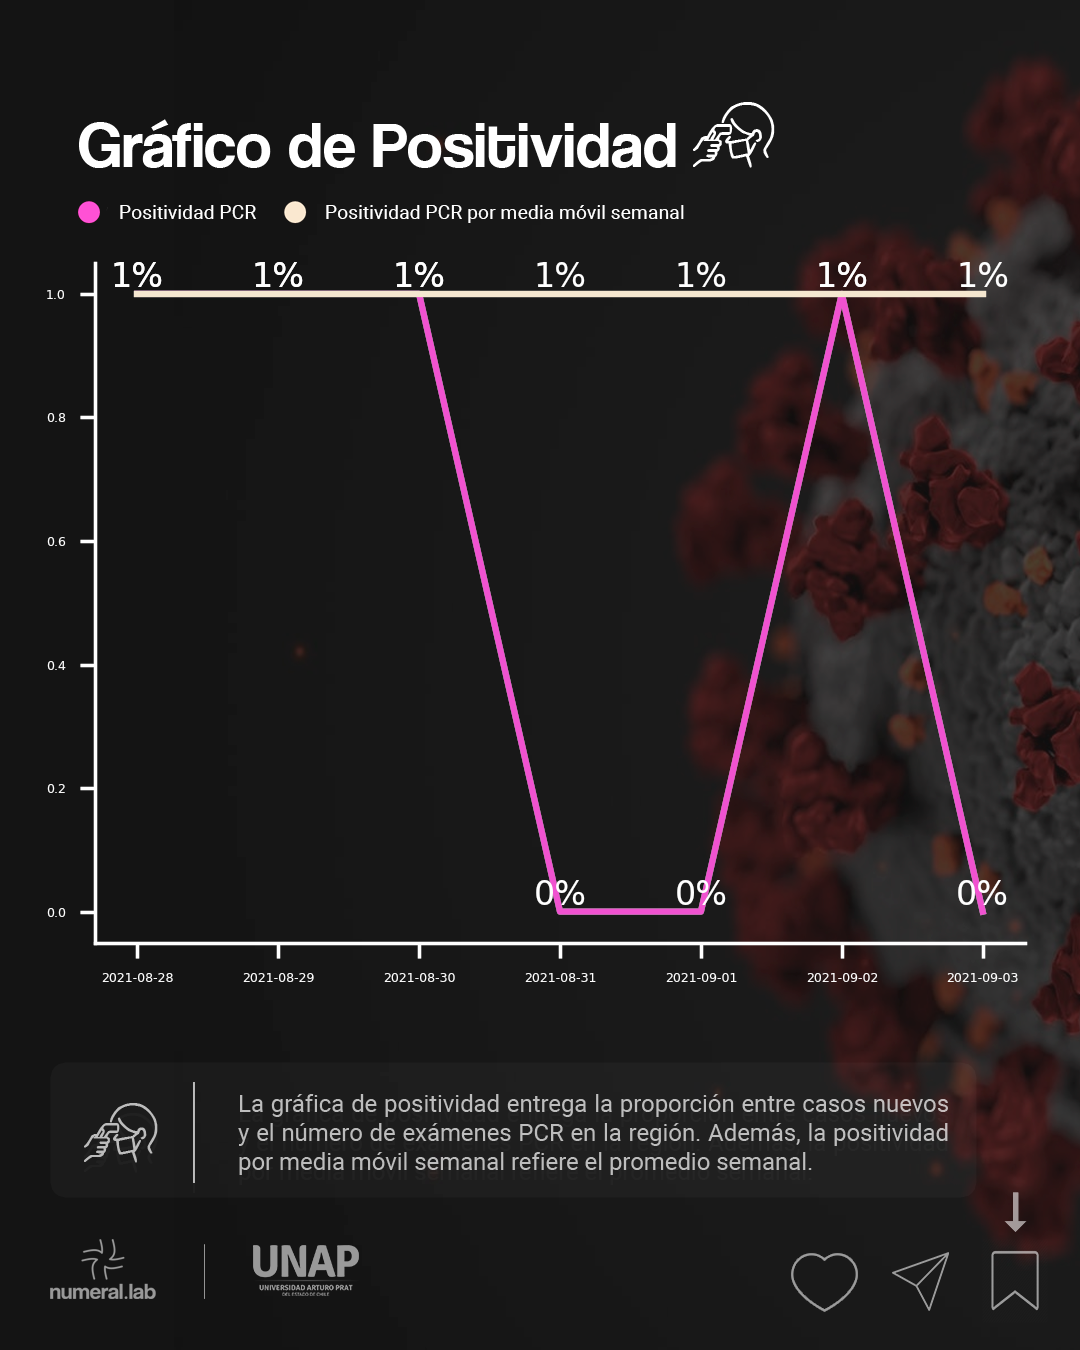 Gráfico de Positividad
Positividad PCR
Positividad PCR por media móvil semanal
1% 1% 1% 1% 1% 1% 1%
1.0
0.8
0.6
0.4
0.2
0% 0% 0%
0.0
2021-08-28 2021-08-29 2021-08-30 2021-08-31 2021-09-01 2021-09-02 2021-09-03
La gráfica de positividad entrega la proporción entre casos nuevos
y el número de exámenes PCR en la región. Además, la positividad
por media móvil semanal refiere el promedio semanal.
numeral.lab
UNAP
UNIVERSIDAD ARTURO PRAT
DEL ESTADO DE CHILE